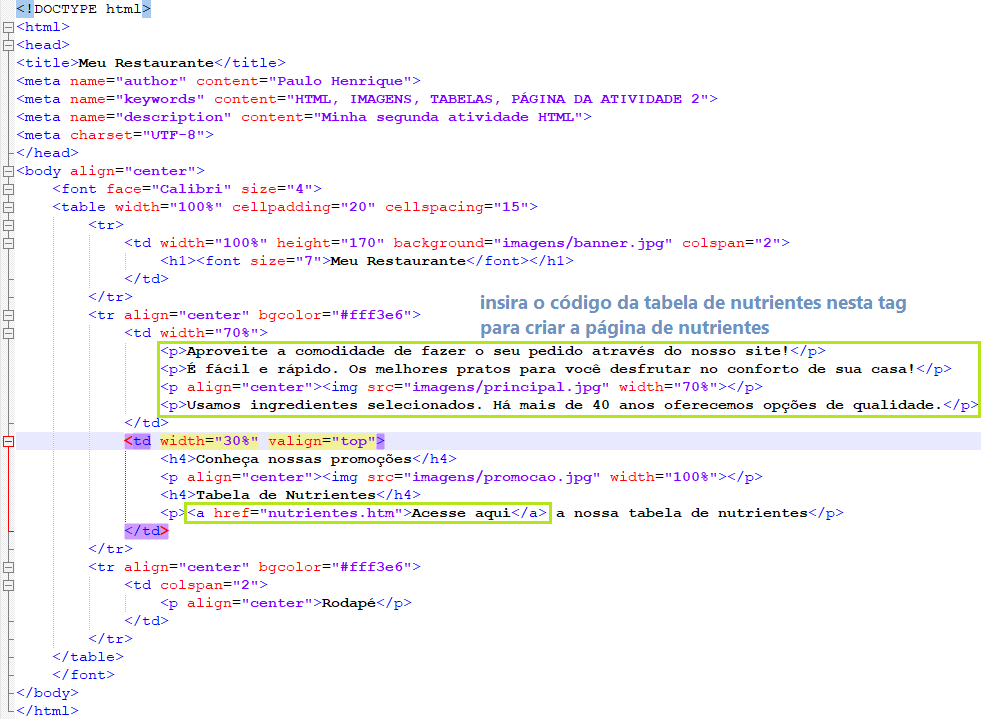 <!DOCTYPE html>
<html>
<head>
<title>Meu Restaurante</title>
<meta name="author" content="Paulo Henrique">
<meta name="keywords" content="HTML, IMAGENS, TABELAS, PÁGINA DA ATIVIDADE 2">
<meta name="description" content="Minha segunda atividade HTML">
<meta charset="UTF-8">
</head>
<body align="center">
<font face="Calibri" size="4">
<table width="100%" cellpadding="20" cellspacing="15">
<tr>
<td width="100%" height="170" background="imagens/banner.jpg" colspan="2">
<h1><font size="7">Meu Restaurante</font></h1>
</td>
</tr>
insira o código da tabela de nutrientes nesta tag
para criar a página de nutrientes
<tr align="center" bgcolor="#fff3e6">
<td width="70%">
<p>Aproveite a comodidade de fazer o seu pedido através do nosso site!</p>
<p>É fácil e rápido. Os melhores pratos para você desfrutar no conforto de sua casa!</p>
<p align="center"><img src="imagens/principal.jpg" width="70%"></p>
<p>Usamos ingredientes selecionados. Há mais de 40 anos oferecemos opções de qualidade.</p>
</td>
<td width="30%" valign="top">
<h4>Conheça nossas promoções</h4>
<p align="center"><img src="imagens/promocao.jpg" width="100%"></p>
<h4>Tabela de Nutrientes</h4>
<p><a href="nutrientes.htm">Acesse aqui</a> a nossa tabela de nutrientes</p>
</td>
</tr>
<tr align="center" bgcolor="#fff3e6">
<td colspan="2">
<p align="center">Rodapé</p>
</td>
</tr>
</table>
</font>
</body>
</html>